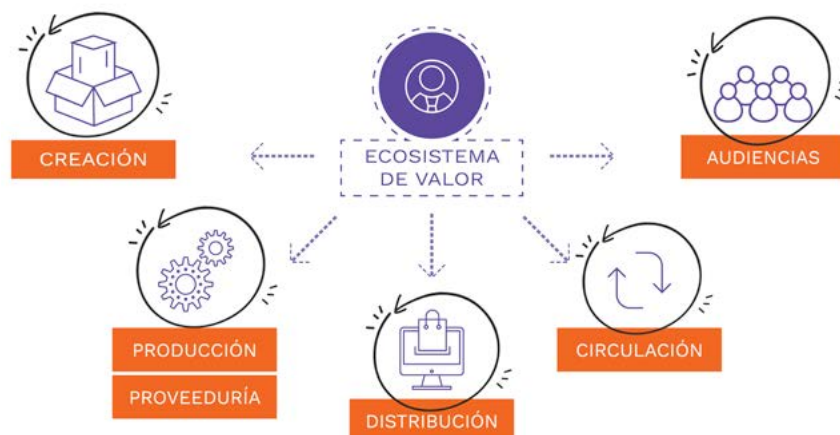 ECOSISTEMA
DE VALOR
CREACIÓN
AUDIENCIAS
PRODUCCIÓN
PROVEEDURÍA
CIRCULACIÓN
DISTRIBUCIÓN